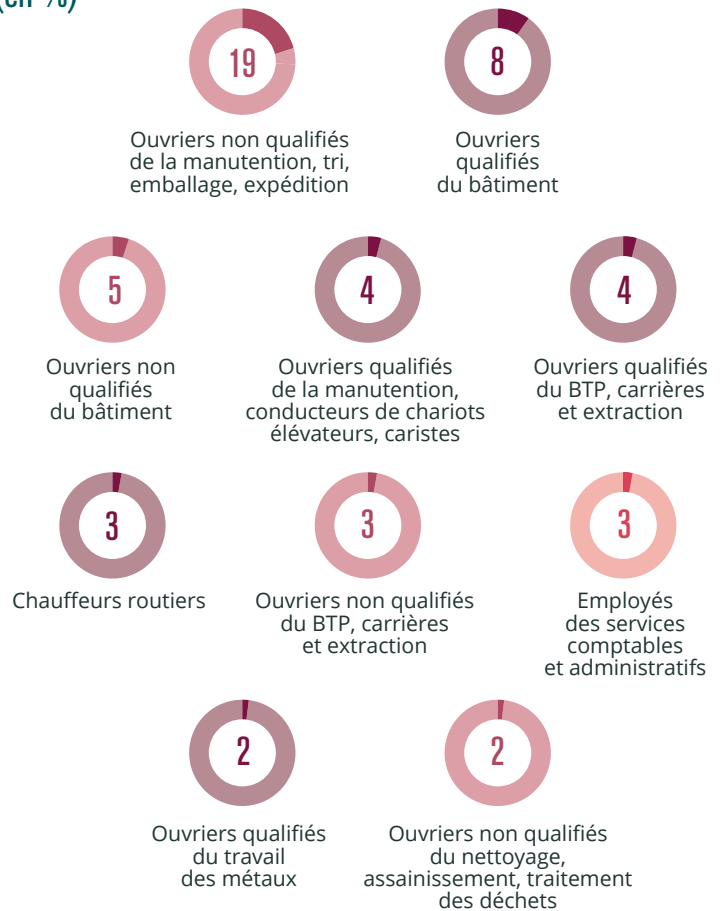 (en %)
19
Ouvriers non qualifiés
de la manutention, tri,
emballage, expédition
8
Ouvriers
qualifiés
du bâtiment
5
Ouvriers non
qualifiés
du bâtiment
4
Ouvriers qualifiés
de la manutention,
conducteurs de chariots
élévateurs, caristes
4
Ouvriers qualifiés
du BTP, carrières
et extraction
3
Chauffeurs routiers
3
Ouvriers non qualifiés
du BTP, carrières
et extraction
3
Employés
des services
comptables
et administratifs
2
Ouvriers qualifiés
du travail
des métaux
2
Ouvriers non qualifiés
du nettoyage,
assainissement, traitement
des déchets